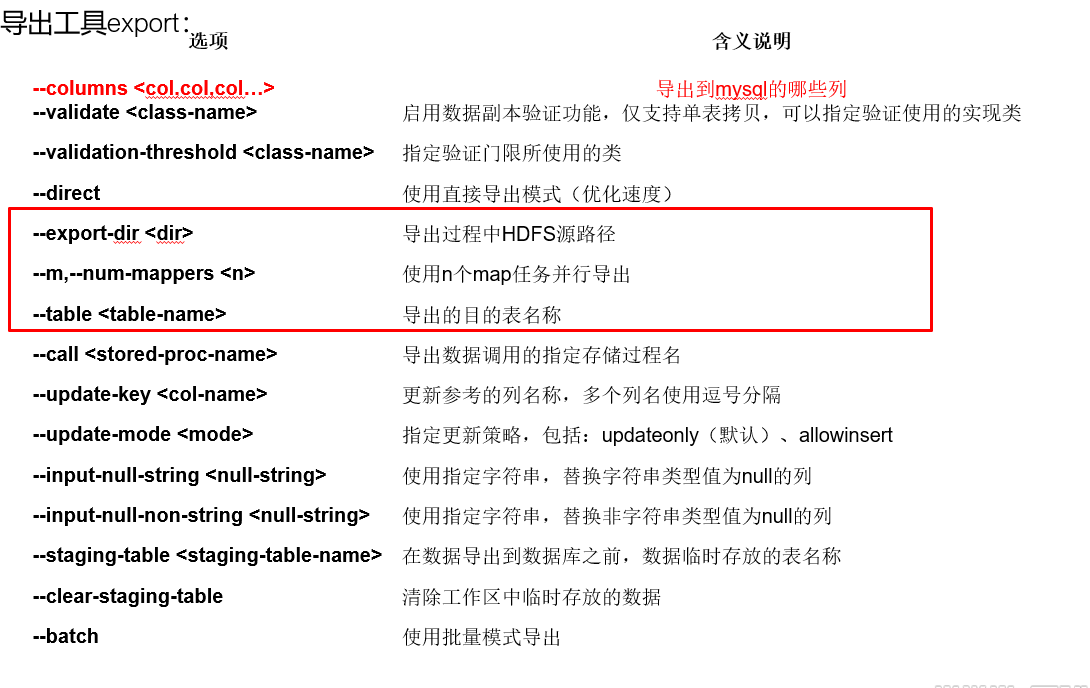 导出工具export：
选项 含义说明
--columns <col,col,col…> 导出到mysql的哪些列
--validate <class-name> 启用数据副本验证功能，仅支持单表拷贝，可以指定验证使用的实现类
--validation-threshold <class-name> 指定验证门限所使用的类
--direct 使用直接导出模式（优化速度）
--export-dir <dir> 导出过程中HDFS源路径
--m,--num-mappers <n> 使用n个map任务并行导出
--table <table-name> 导出的目的表名称
--call <stored-proc-name> 导出数据调用的指定存储过程名
--update-key <col-name> 更新参考的列名称，多个列名使用逗号分隔
--update-mode <mode> 指定更新策略，包括：updateonly（默认）、allowinsert
--input-null-string <null-string> 使用指定字符串，替换字符串类型值为null的列
--input-null-non-string <null-string> 使用指定字符串，替换非字符串类型值为null的列
--staging-table <staging-table-name> 在数据导出到数据库之前，数据临时存放的表名称
--clear-staging-table 清除工作区中临时存放的数据
--batch 使用批量模式导出